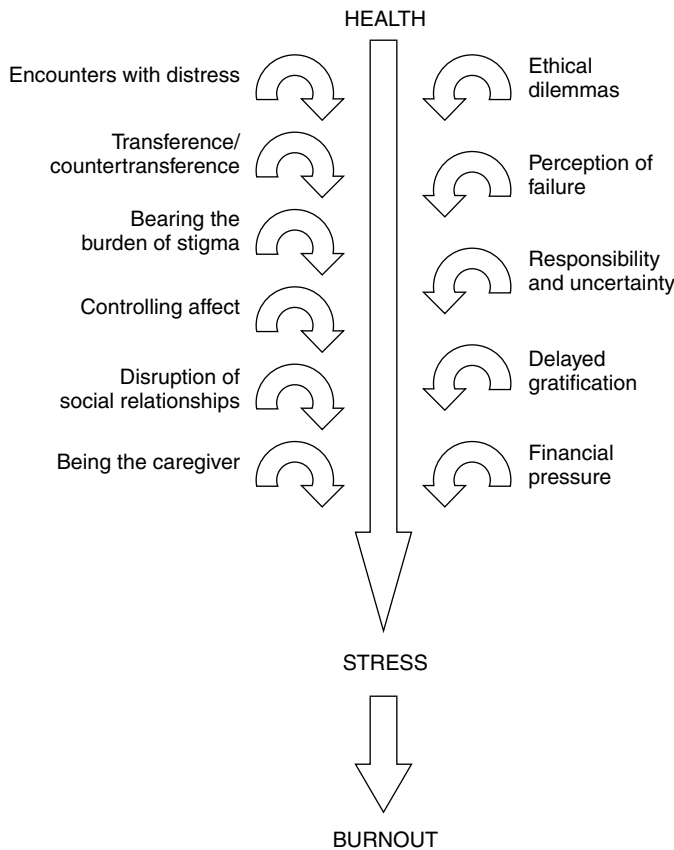 HEALTH
Encounters with distress
Transference/
countertransference
Bearing the
burden of stigma
Controlling affect
Disruption of
social relationships
Being the caregiver
Ethical
dilemmas
Perception of
failure
Responsibility
and uncertainty
Delayed
gratification
Financial
pressure
STRESS
BURNOUT